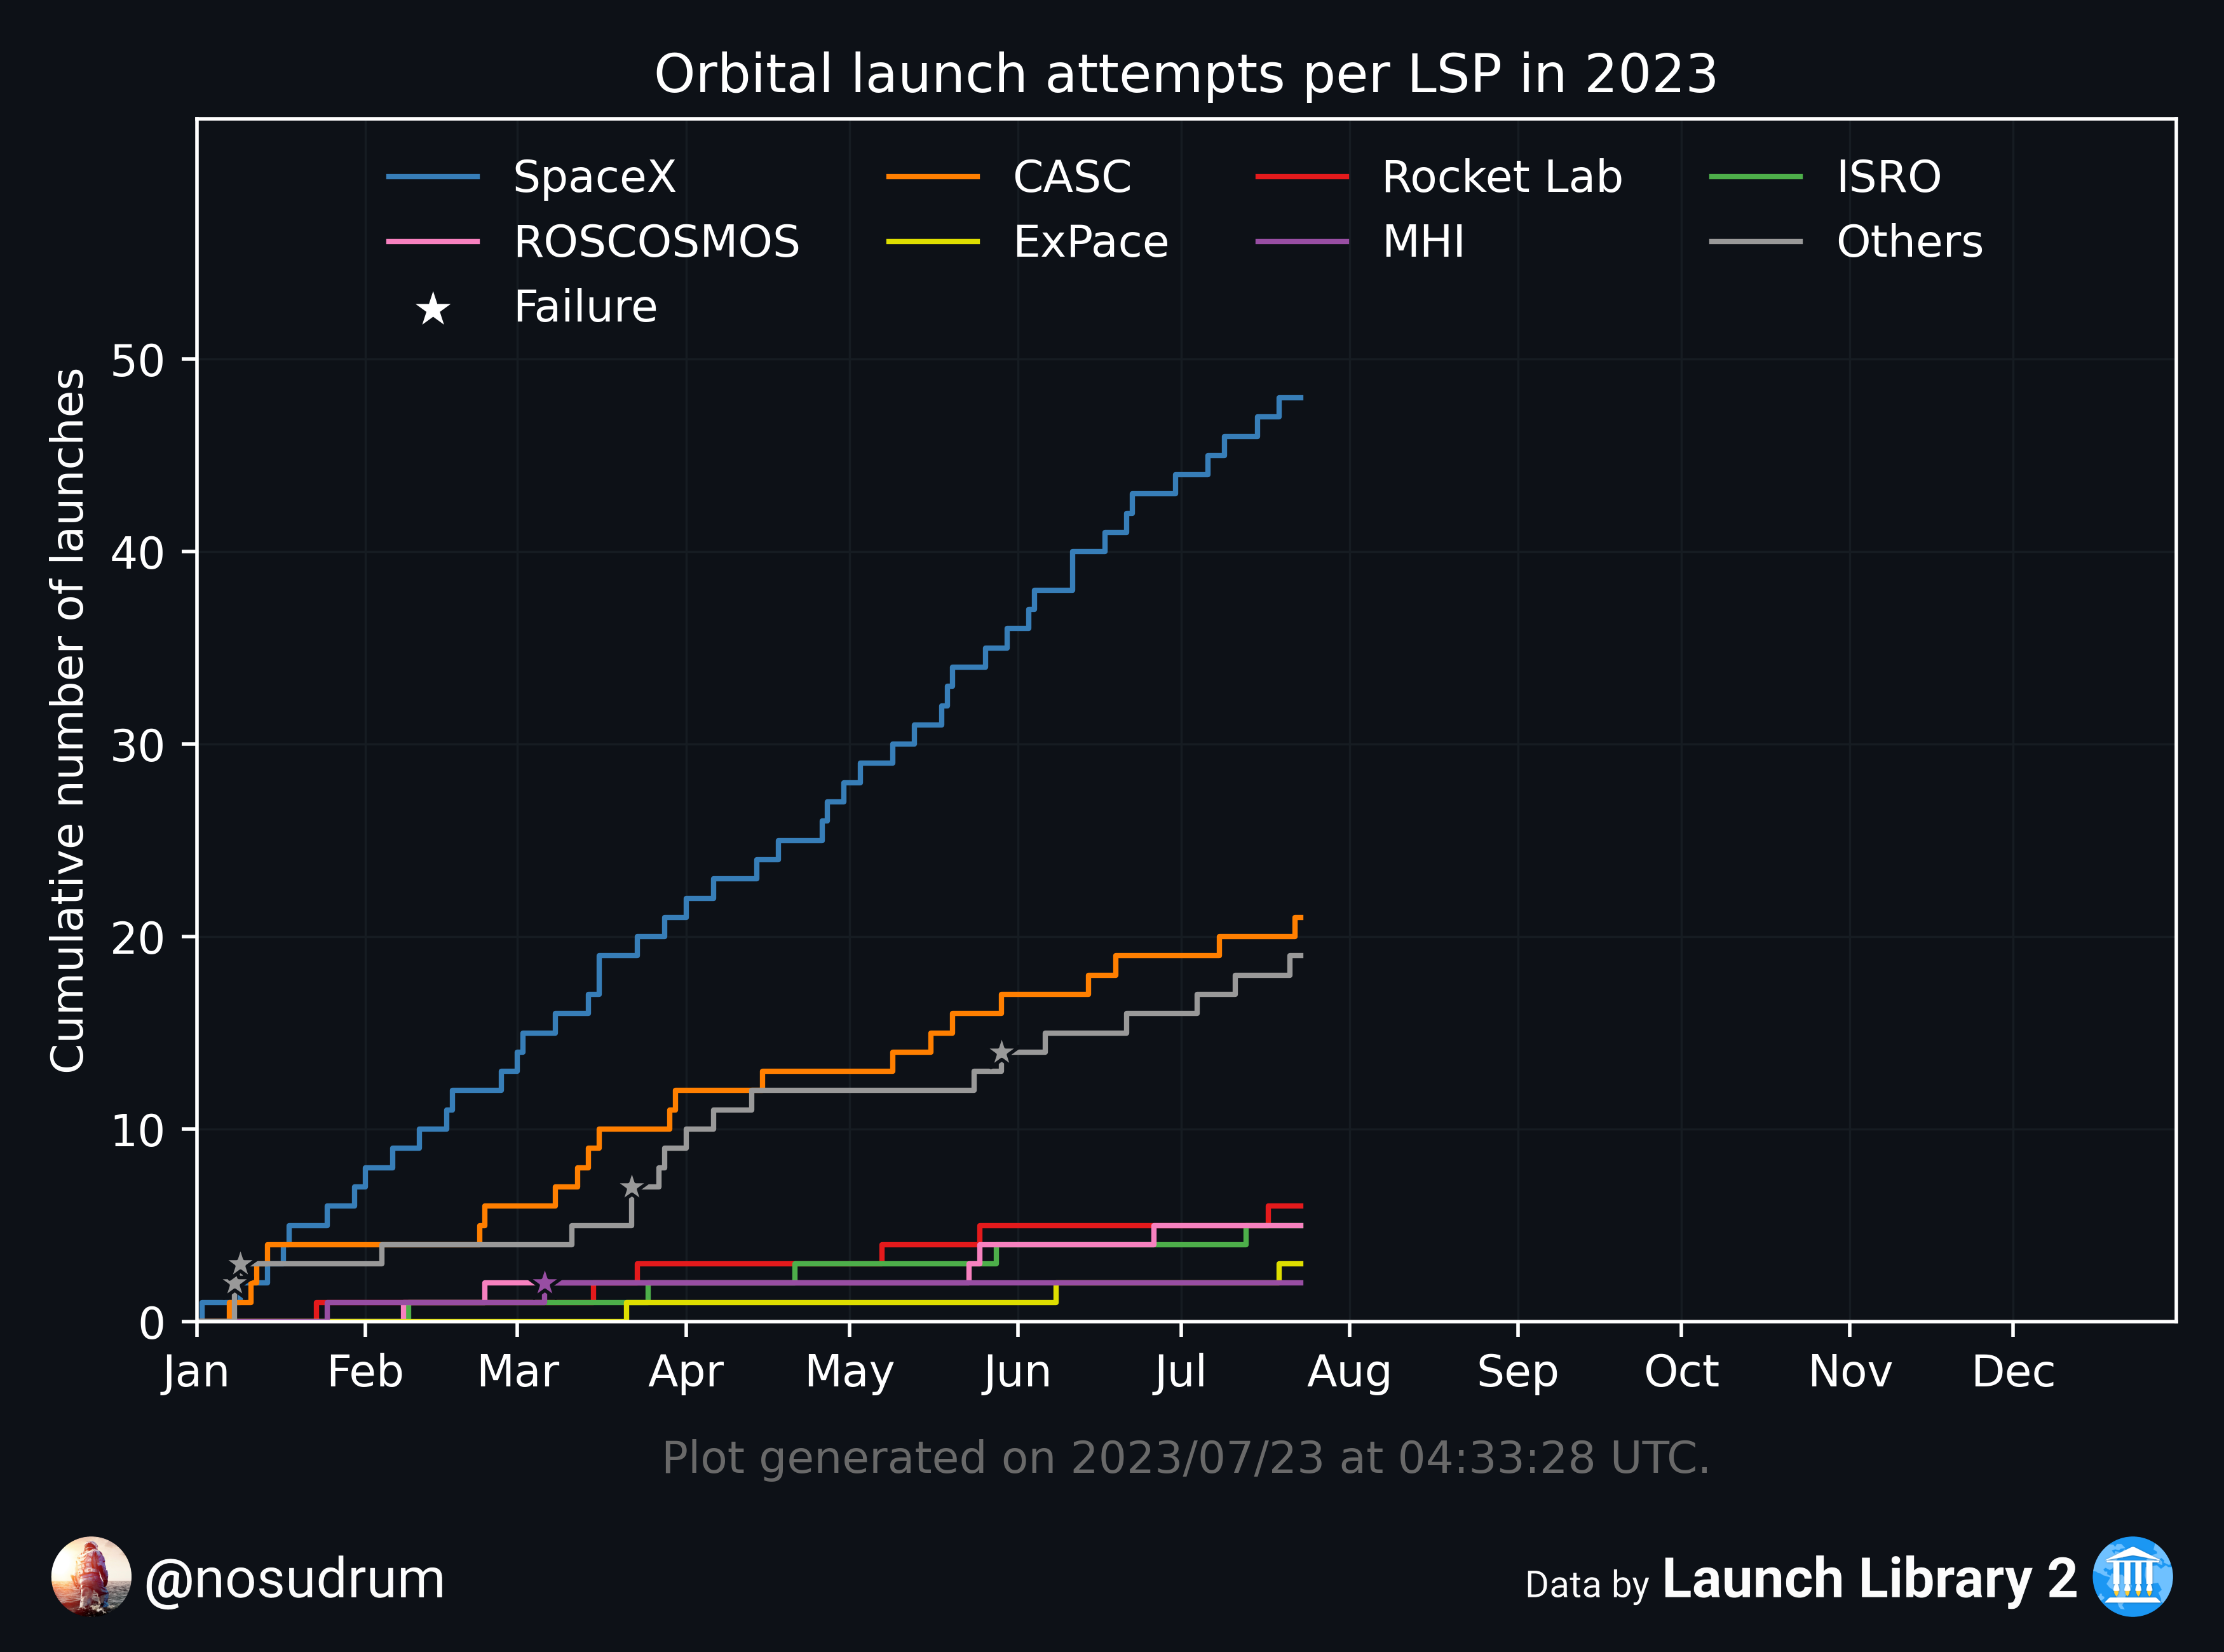 Orbital launch attempts per LSP in 2023
SpaceX CASC Rocket Lab ISRO
ROSCOSMOS ExPace MHI Others
Failure
Cumulative number of launches
50
40
30
20
10
0
Jan Feb Mar Apr May Jun Jul Aug Sep Oct Nov Dec
Plot generated on 2023/07/23 at 04:33:28 UTC.
@nosudrum
Data by Launch Library 2